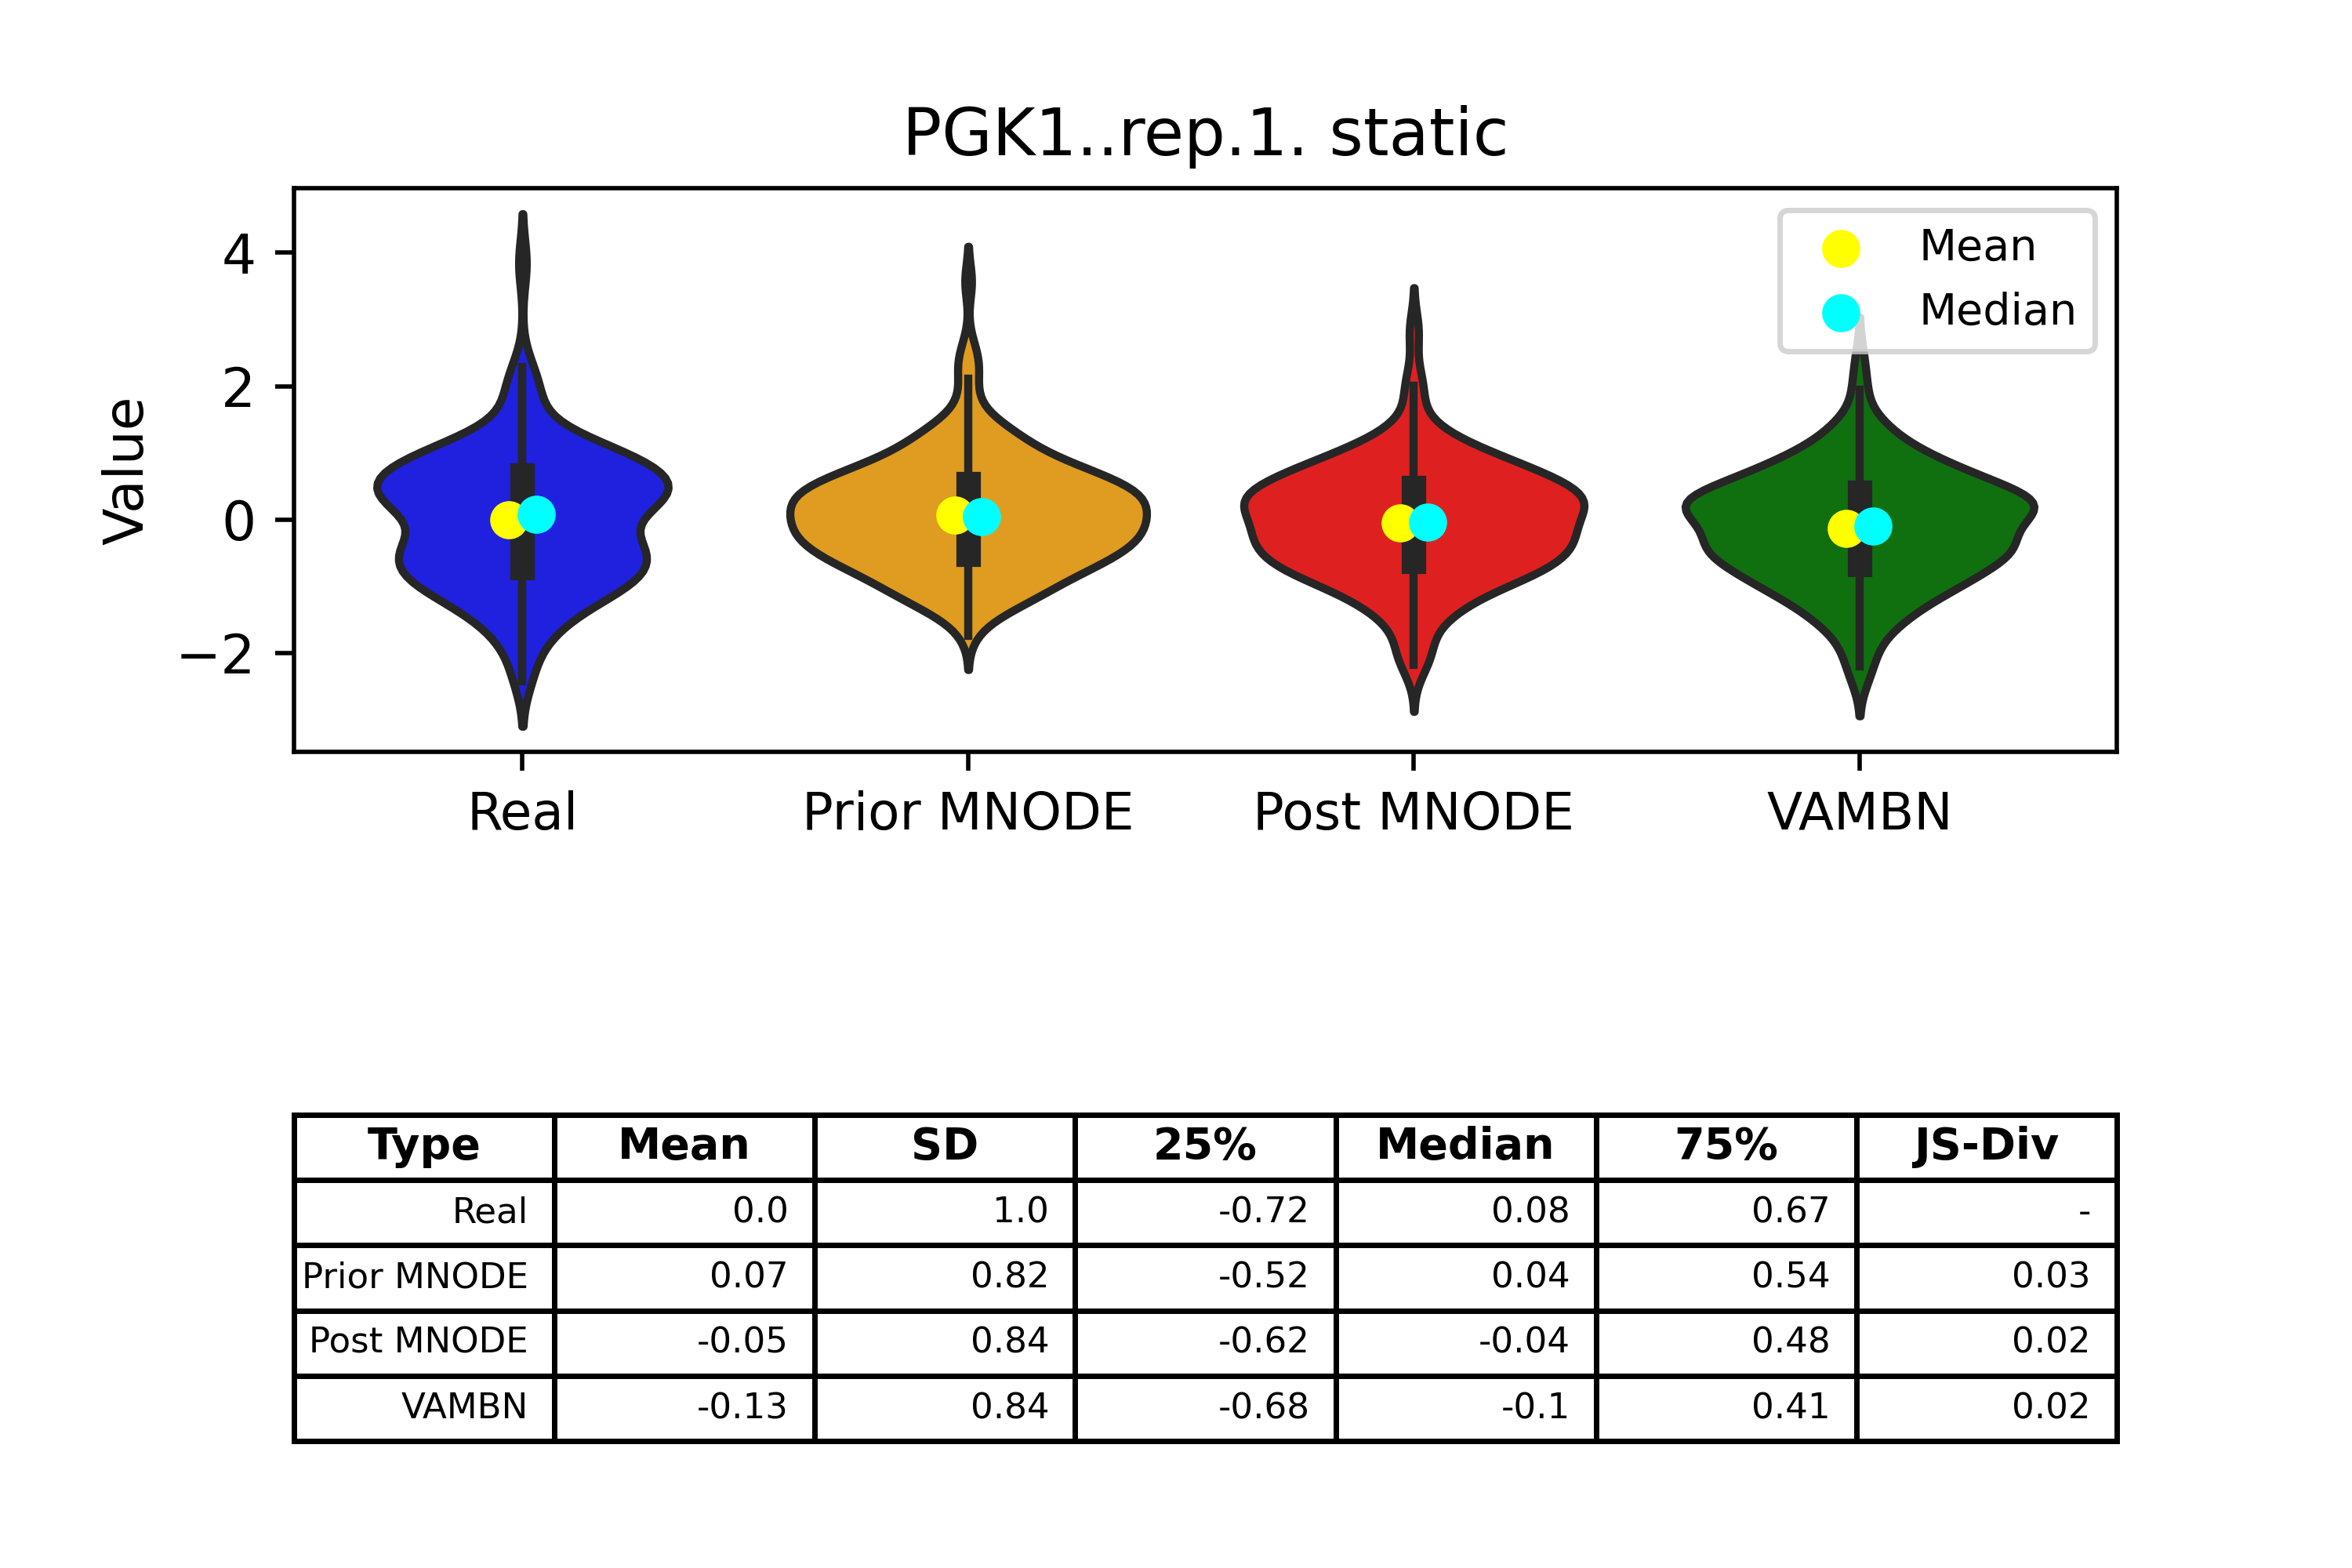 PGK1..rep.1. static
Value
4
2
0
−2
Mean
Median
Real Prior MNODE Post MNODE VAMBN
Type Mean SD 25% Median 75% JS-Div
Real 0.0 1.0 -0.72 0.08 0.67 -
Prior MNODE 0.07 0.82 -0.52 0.04 0.54 0.03
Post MNODE -0.05 0.84 -0.62 -0.04 0.48 0.02
VAMBN -0.13 0.84 -0.68 -0.1 0.41 0.02